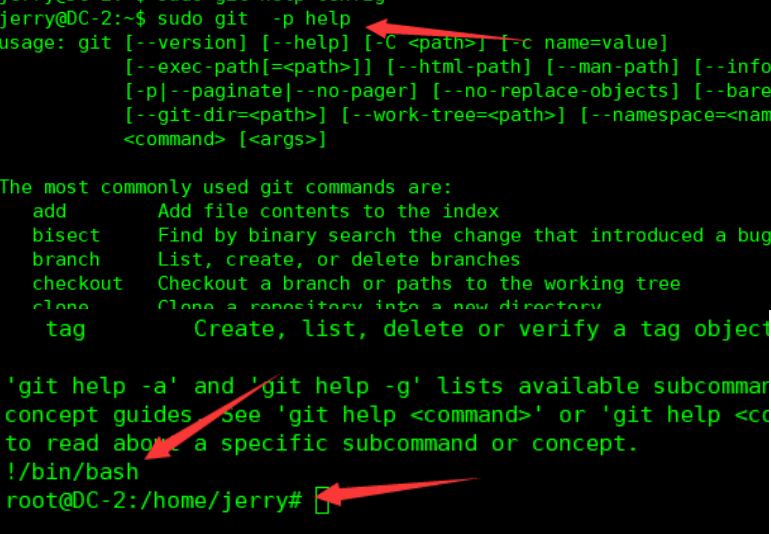 jerry@DC-2:~$ sudo git  -p help
usage: git [--version] [--help] [-C <path>] [-c name=value]
           [--exec-path[=<path>]] [--html-path] [--man-path] [--info
           [-p|--paginate|--no-pager] [--no-replace-objects] [--bare
           [--git-dir=<path>] [--work-tree=<path>] [--namespace=<nam
           <command> [<args>]
The most commonly used git commands are:
   add        Add file contents to the index
   bisect     Find by binary search the change that introduced a bug
   branch     List, create, or delete branches
   checkout   Checkout a branch or paths to the working tree
   clone      Clone a repository into a new directory
   tag        Create, list, delete or verify a tag object
'git help -a' and 'git help -g' lists available subcomman
concept guides. See 'git help <command>' or 'git help <co
to read about a specific subcommand or concept.
!/bin/bash
root@DC-2:/home/jerry#